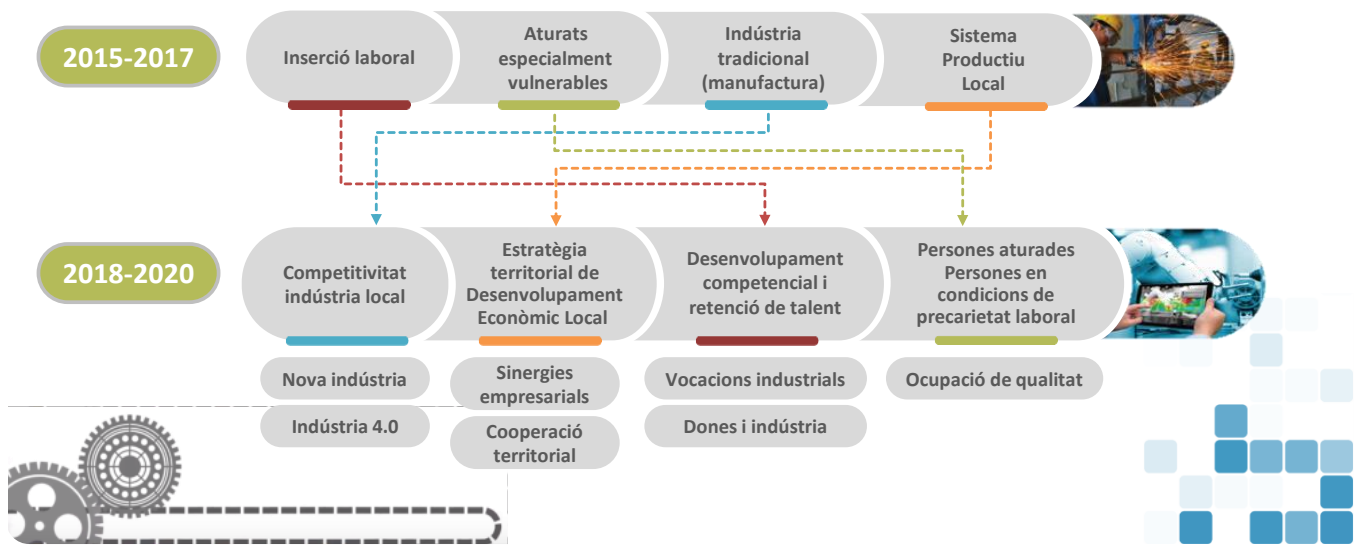 2015-2017
Inserció laboral
Aturats
especialment
vulnerables
Indústria
tradicional
(manufactura)
Sistema
Productiu
Local
2018-2020
Competitivitat
indústria local
Estratègia
territorial de
Desenvolupament
Econòmic Local
Desenvolupament
competencial i
retenció de talent
Persones aturades
Persones en
condicions de
precarietat laboral
Nova indústria
Indústria 4.0
Sinergies
empresarials
Cooperació
territorial
Vocacions industrials
Dones i indústria
Ocupació de qualitat